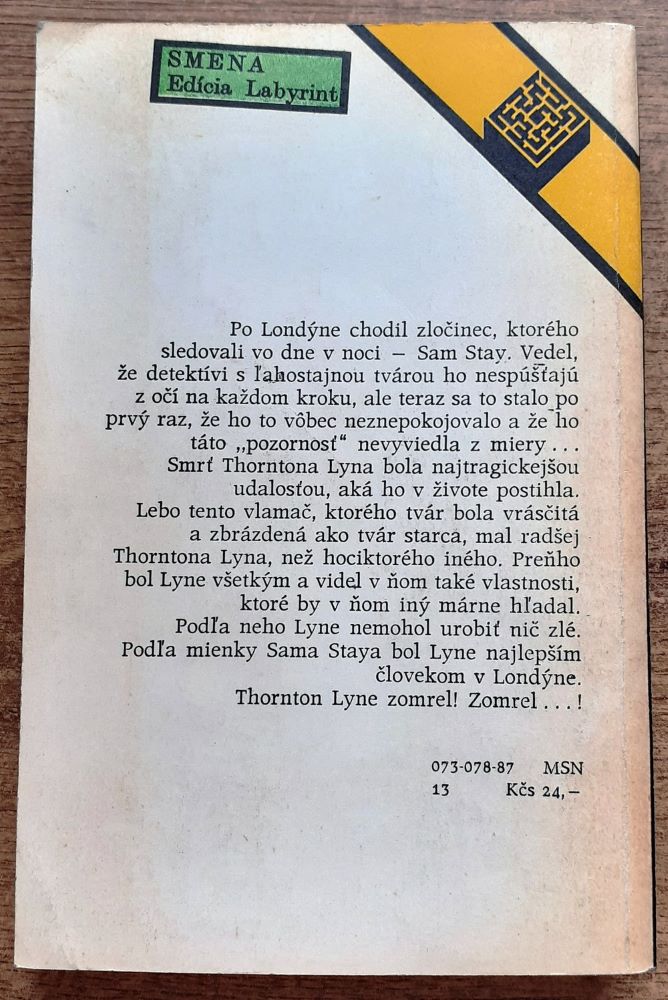 SMENA
Edícia Labyrint
Po Londýne chodil zločinec, ktorého
sledovali vo dne v noci — Sam Stay. Vedel,
že detektívi s ľahostajnou tvárou ho nespúšťajú
z očí na každom kroku, ale teraz sa to stalo po
prvý raz, že ho to vôbec neznepokojovalo a že ho
táto „pozornosť“ nevyviedla z miery...
Smrť Thorntona Lyna bola najtragickejšou
udalosťou, aká ho v živote postihla.
Lebo tento vlamač, ktorého tvár bola vrásčitá
a zbrázdená ako tvár starca, mal radšej
Thorntona Lyna, než hociktorého iného. Preňho
bol Lyne všetkým a videl v ňom také vlastnosti,
ktoré by v ňom iný márne hľadal.
Podľa neho Lyne nemohol urobiť nič zlé.
Podľa mienky Sama Staya bol Lyne najlepším
človekom v Londýne.
Thornton Lyne zomrel! Zomrel...!
073-078-87 MSN
13 Kčs 24,—